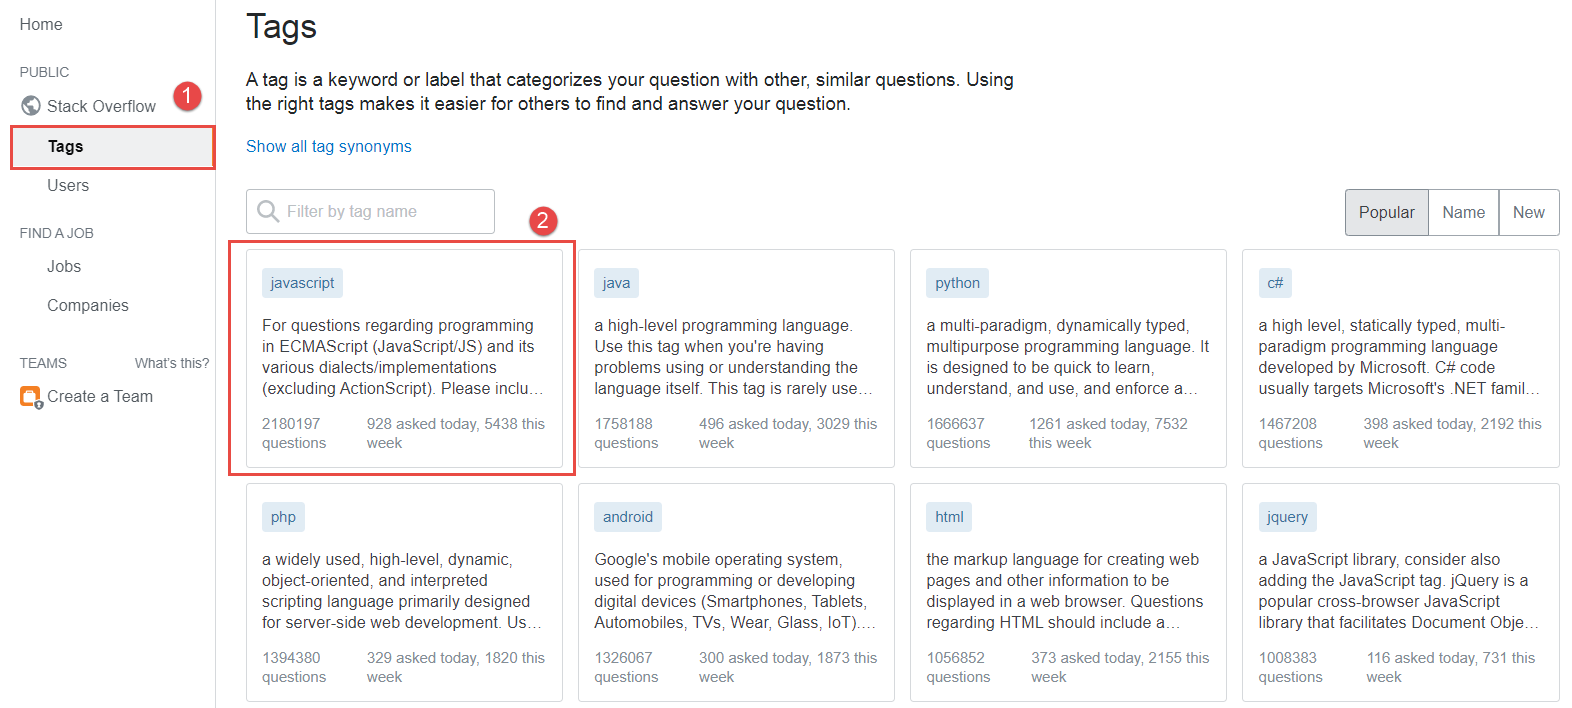 Home
PUBLIC
1
Stack Overflow
Tags
Users
FIND A JOB
Jobs
Companies
TEAMS What's this?
Create a Team
Tags
A tag is a keyword or label that categorizes your question with other, similar questions. Using
the right tags makes it easier for others to find and answer your question.
Show all tag synonyms
Filter by tag name
2
Popular Name New
javascript
For questions regarding programming
in ECMAScript (JavaScript/JS) and its
various dialects/implementations
(excluding ActionScript). Please inclu...
2180197 questions
928 asked today, 5438 this
week
java
a high-level programming language.
Use this tag when you're having
problems using or understanding the
language itself. This tag is rarely use...
1758188 questions
496 asked today, 3029 this
week
python
a multi-paradigm, dynamically typed,
multipurpose programming language. It
is designed to be quick to learn,
understand, and use, and enforce a...
1666637 questions
1261 asked today, 7532
this week
c#
a high level, statically typed, multi-
paradigm programming language
developed by Microsoft. C# code
usually targets Microsoft's .NET famil...
1467208 questions
398 asked today, 2192 this
week
php
a widely used, high-level, dynamic,
object-oriented, and interpreted
scripting language primarily designed
for server-side web development. Us...
1394380 questions
329 asked today, 1820 this
week
android
Google's mobile operating system,
used for programming or developing
digital devices (Smartphones, Tablets,
Automobiles, TVs, Wear, Glass, IoT)....
1326067 questions
300 asked today, 1873 this
week
html
the markup language for creating web
pages and other information to be
displayed in a web browser. Questions
regarding HTML should include a...
1056852 questions
373 asked today, 2155 this
week
jquery
a JavaScript library, consider also
adding the JavaScript tag. jQuery is a
popular cross-browser JavaScript
library that facilitates Document Obje...
1008383 questions
116 asked today, 731 this
week